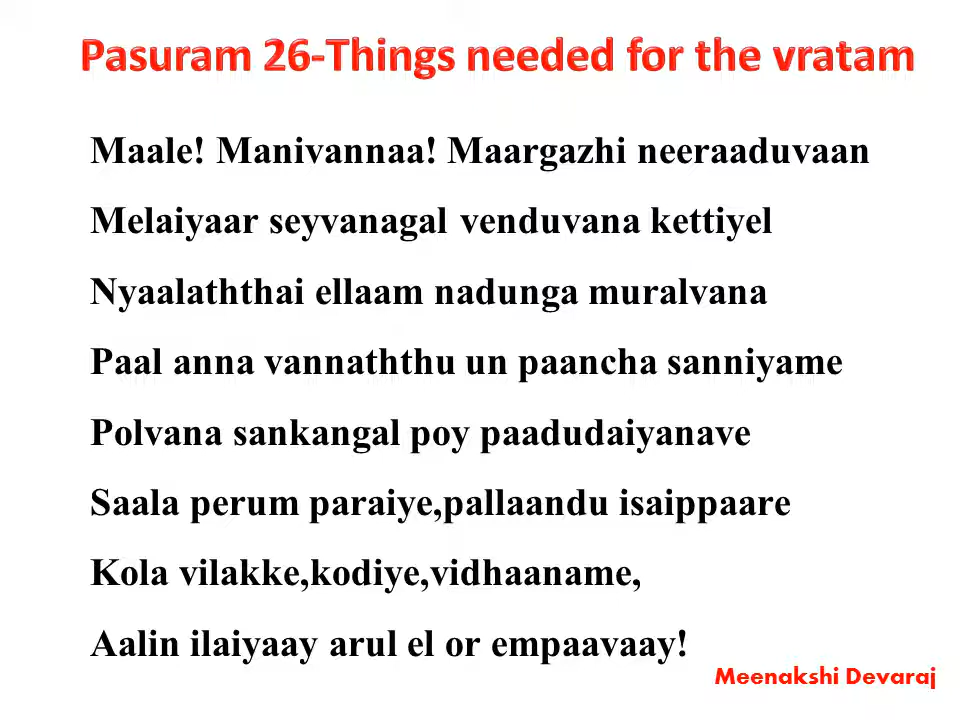 Pasuram 26-Things needed for the vratam
Maale! Manivannaa! Maargazhi neeraaduvaan
Melaiyaar seyvanagal venduvana kettiyel
Nyaalaththai ellaam nadunga muralvana
Paal anna vannaththu un paancha sanniyame
Polvana sankangal poy paadudaiyanave
Saala perum paraiye,pallaandu isaippaare
Kola vilakke,kodiye,vidhaaname,
Aalin ilaiyaay arul el or empaavaay!
Meenakshi Devaraj